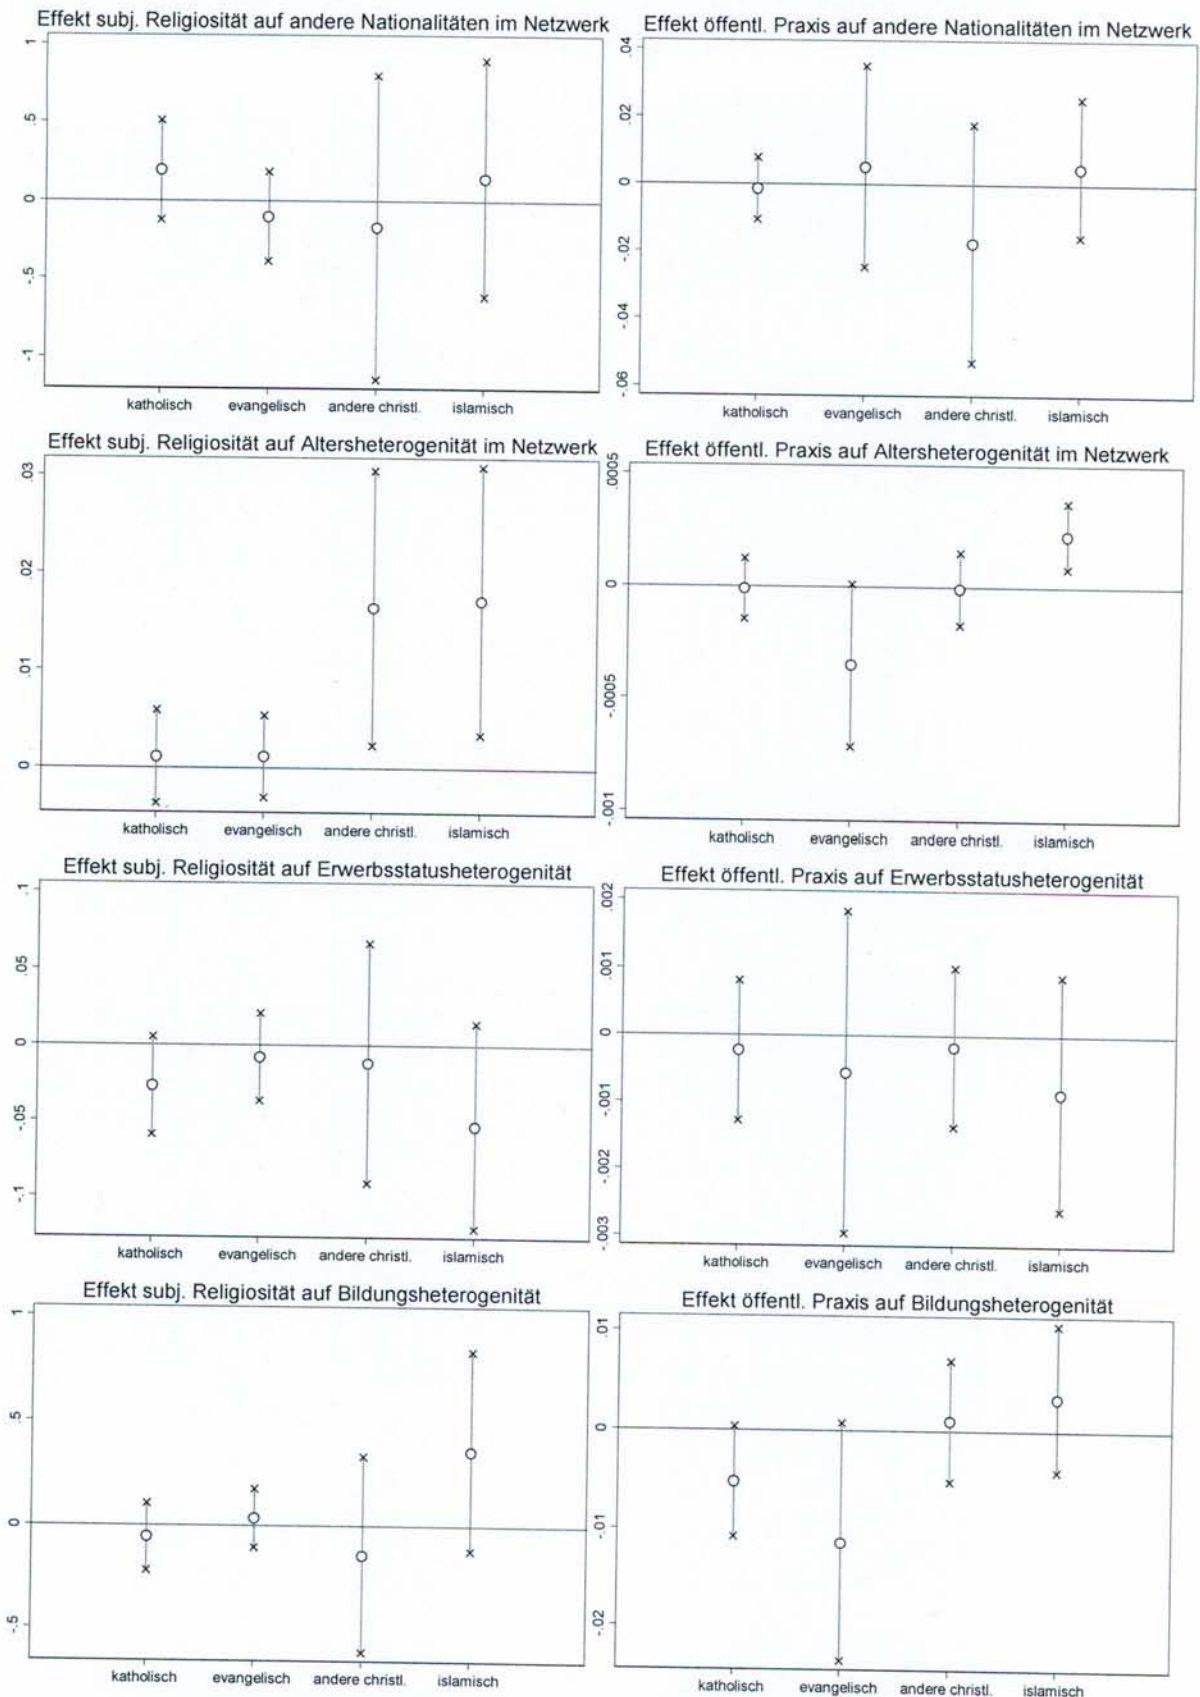 Effekt subj. Religiosität auf andere Nationalitäten im Netzwerk
1
.5
0
-.5
-1
katholisch evangelisch andere christl. islamisch
Effekt öffentl. Praxis auf andere Nationalitäten im Netzwerk
.04
.02
0
-.02
-.04
-.06
katholisch evangelisch andere christl. islamisch
Effekt subj. Religiosität auf Altersheterogenität im Netzwerk
.03
.02
.01
0
katholisch evangelisch andere christl. islamisch
Effekt öffentl. Praxis auf Altersheterogenität im Netzwerk
.0005
0
-.0005
-.001
katholisch evangelisch andere christl. islamisch
Effekt subj. Religiosität auf Erwerbsstatusheterogenität
.1
.05
0
-.05
-.1
katholisch evangelisch andere christl. islamisch
Effekt öffentl. Praxis auf Erwerbsstatusheterogenität
.002
.001
0
-.001
-.002
-.003
katholisch evangelisch andere christl. islamisch
Effekt subj. Religiosität auf Bildungsheterogenität
1
.5
0
-.5
katholisch evangelisch andere christl. islamisch
Effekt öffentl. Praxis auf Bildungsheterogenität
.01
0
-.01
-.02
katholisch evangelisch andere christl. islamisch